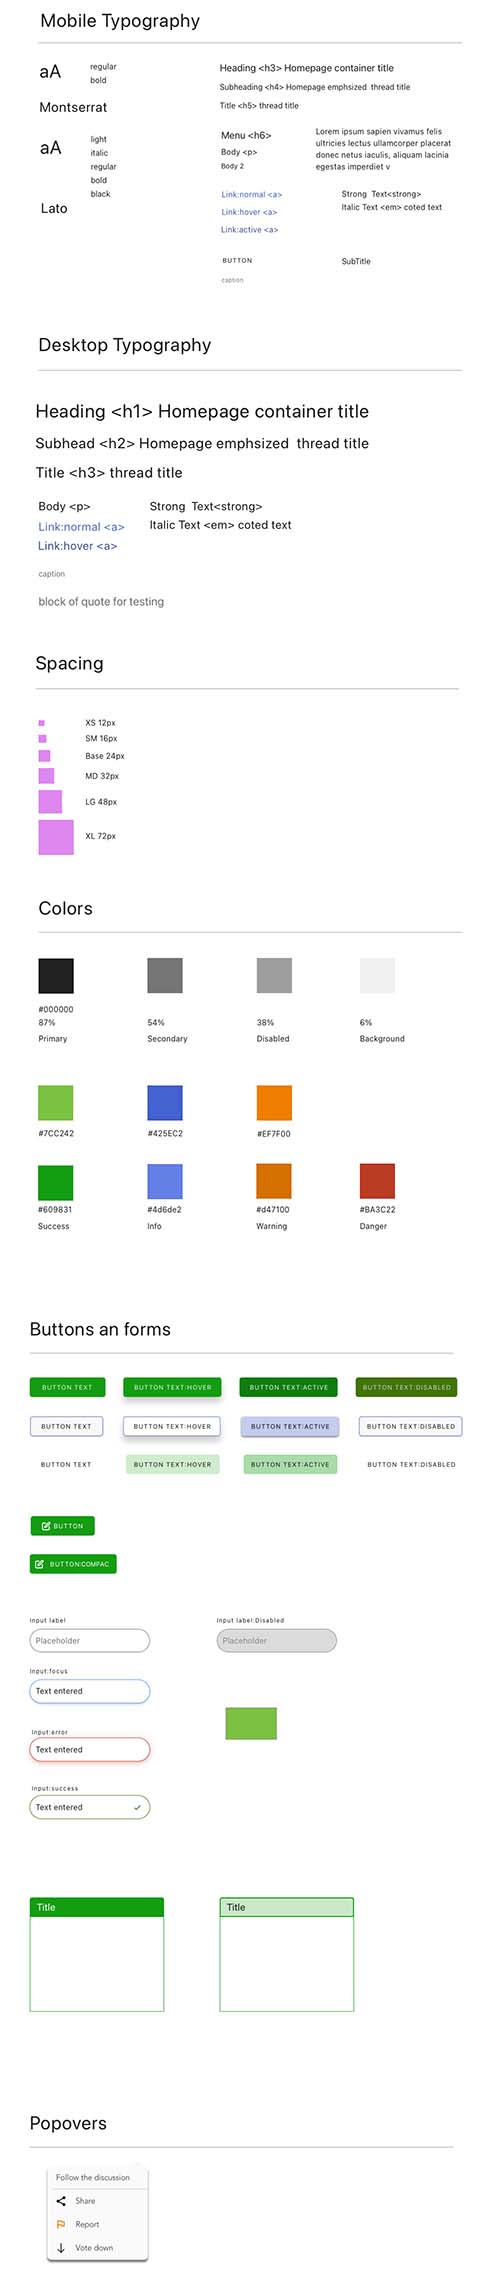 Mobile Typography
aA
regular
bold
Montserrat
aA
light
italic
regular
bold
black
Lato
Heading <h3> Homepage container title
Subheading <h4> Homepage emphsized thread title
Title <h5> thread title
Menu <h6>
Body <p>
Body 2
Lorem ipsum sapien vivamus felis
ultricies lectus ullamcorper placerat
donec netus iaculis, aliquam lacinia
egestas imperdiet v
Link:normal <a>
Link:hover <a>
Link:active <a>
Strong Text<strong>
Italic Text <em> coted text
BUTTON
SubTitle
caption
Desktop Typography
Heading <h1> Homepage container title
Subhead <h2> Homepage emphsized thread title
Title <h3> thread title
Body <p>
Link:normal <a>
Link:hover <a>
Strong Text<strong>
Italic Text <em> coted text
caption
block of quote for testing
Spacing
XS 12px
SM 16px
Base 24px
MD 32px
LG 48px
XL 72px
Colors
#000000
87%
Primary
54%
Secondary
38%
Disabled
6%
Background
#7CC242
#425EC2
#EF7F00
#609831
Success
#4d6de2
Info
#d47100
Warning
#BA3C22
Danger
Buttons an forms
BUTTON TEXT
BUTTON TEXT:HOVER
BUTTON TEXT:ACTIVE
BUTTON TEXT:DISABLED
BUTTON TEXT
BUTTON TEXT:HOVER
BUTTON TEXT:ACTIVE
BUTTON TEXT:DISABLED
BUTTON TEXT
BUTTON TEXT:HOVER
BUTTON TEXT:ACTIVE
BUTTON TEXT:DISABLED
BUTTON
BUTTON:COMPAC
Input label
Placeholder
Input label:Disabled
Placeholder
Input:focus
Text entered
Input:error
Text entered
Input:success
Text entered
Title
Title
Popovers
Follow the discussion
Share
Report
Vote down